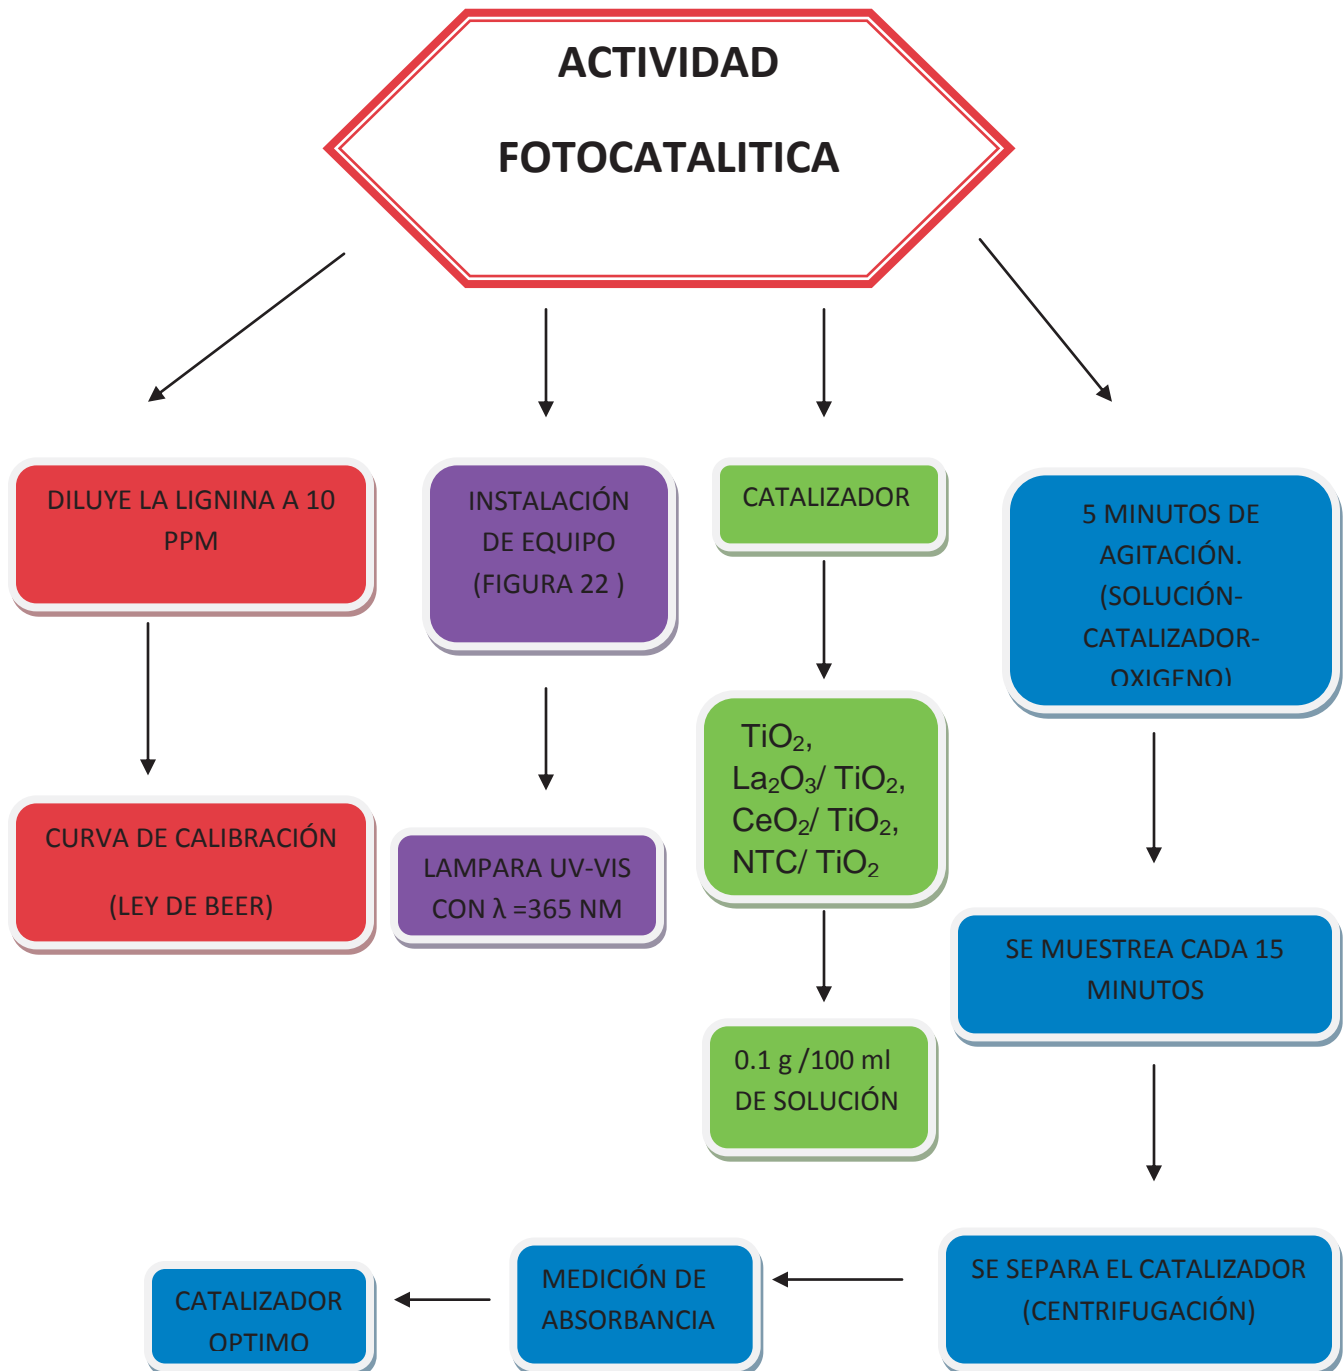 ACTIVIDAD
FOTOCATALITICA
DILUYE LA LIGNINA A 10
PPM
CURVA DE CALIBRACIÓN
(LEY DE BEER)
INSTALACIÓN
DE EQUIPO
(FIGURA 22 )
LAMPARA UV-VIS
CON λ =365 NM
CATALIZADOR
TiO₂,
La₂O₃/ TiO₂,
CeO₂/ TiO₂,
NTC/ TiO₂
0.1 g /100 ml
DE SOLUCIÓN
5 MINUTOS DE
AGITACIÓN.
(SOLUCIÓN-
CATALIZADOR-
OXIGENO)
SE MUESTREA CADA 15
MINUTOS
SE SEPARA EL CATALIZADOR
(CENTRIFUGACIÓN)
MEDICIÓN DE
ABSORBANCIA
CATALIZADOR
OPTIMO